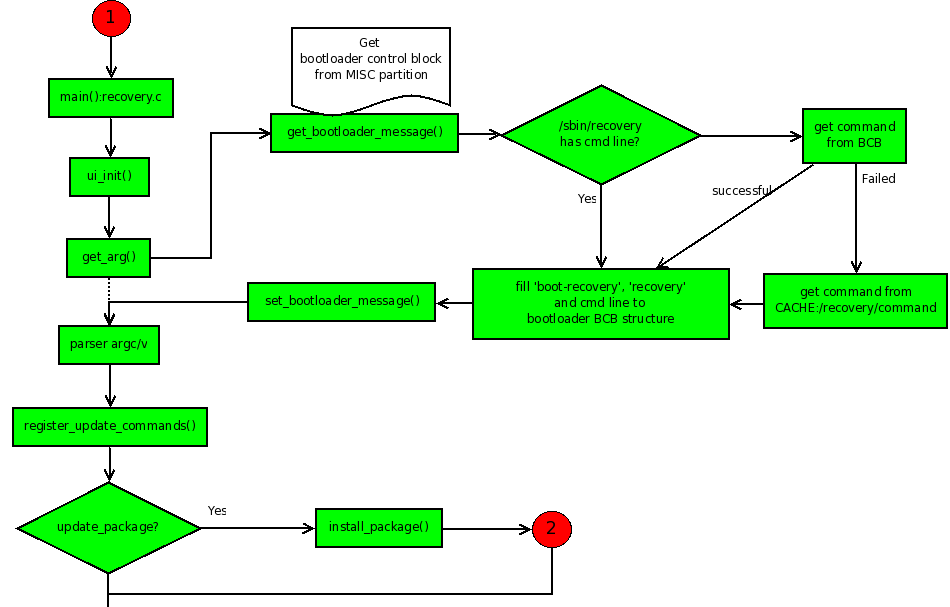 1
main():recovery.c
ui_init()
get_arg()
Get
bootloader control block
from MISC partition
get_bootloader_message()
/sbin/recovery
has cmd line?
Yes
get command
from BCB
successful
Failed
get command from
CACHE:/recovery/command
fill 'boot-recovery', 'recovery'
and cmd line to
bootloader BCB structure
set_bootloader_message()
parser argc/v
register_update_commands()
update_package?
Yes
install_package()
2